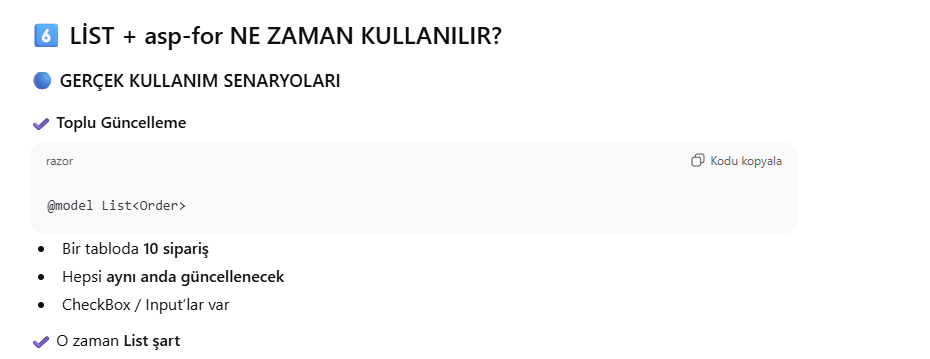 6 LİST + asp-for NE ZAMAN KULLANILIR?
GERÇEK KULLANIM SENARYOLARI
Toplu Güncelleme
razor
Kodu kopyala
@model List<Order>
Bir tabloda 10 sipariş
Hepsi aynı anda güncellenecek
CheckBox / Input’lar var
O zaman List şart